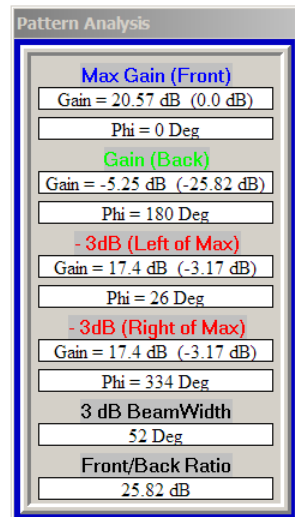 Pattern Analysis
Max Gain (Front)
Gain = 20.57 dB (0.0 dB)
Phi = 0 Deg
Gain (Back)
Gain = -5.25 dB (-25.82 dB)
Phi = 180 Deg
- 3dB (Left of Max)
Gain = 17.4 dB (-3.17 dB)
Phi = 26 Deg
- 3dB (Right of Max)
Gain = 17.4 dB (-3.17 dB)
Phi = 334 Deg
3 dB BeamWidth
52 Deg
Front/Back Ratio
25.82 dB